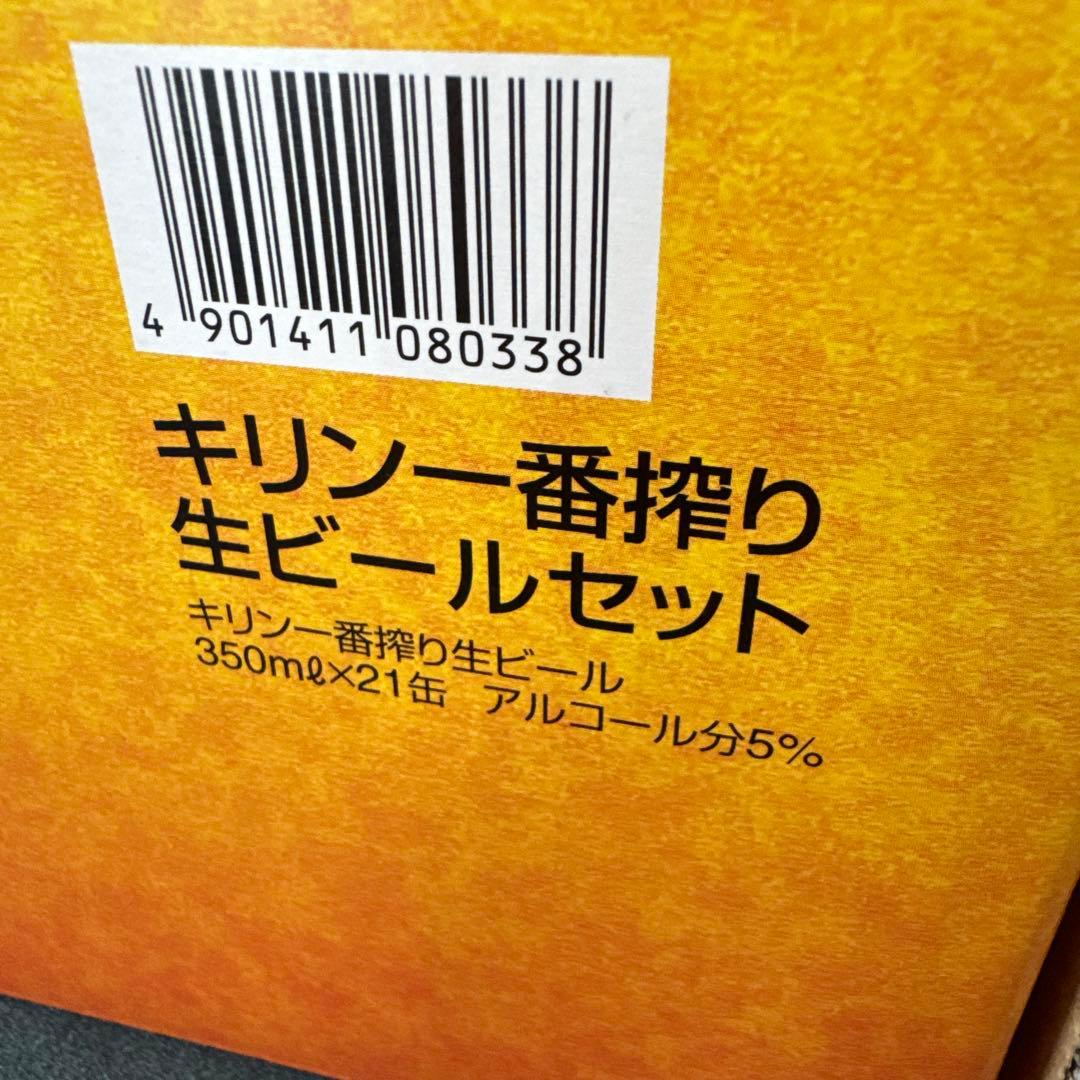 4 901411 080338
キリン一番搾り
生ビールセット
キリン一番搾り生ビール
350mℓ×21缶 アルコール分5%